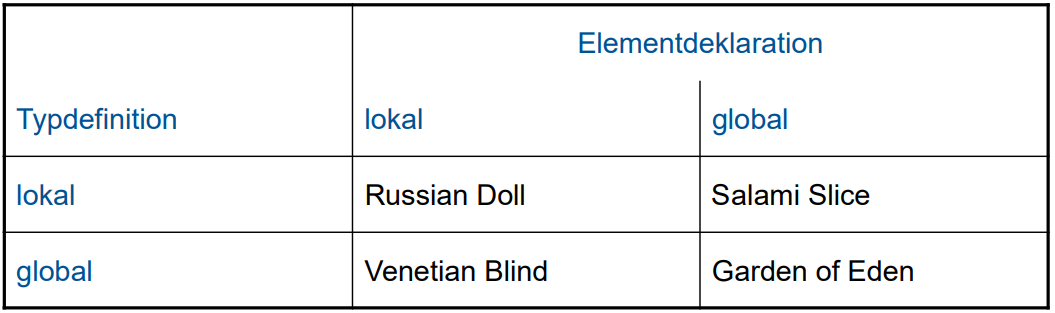 Elementdeklaration
Typdefinition lokal global
lokal Russian Doll Salami Slice
global Venetian Blind Garden of Eden